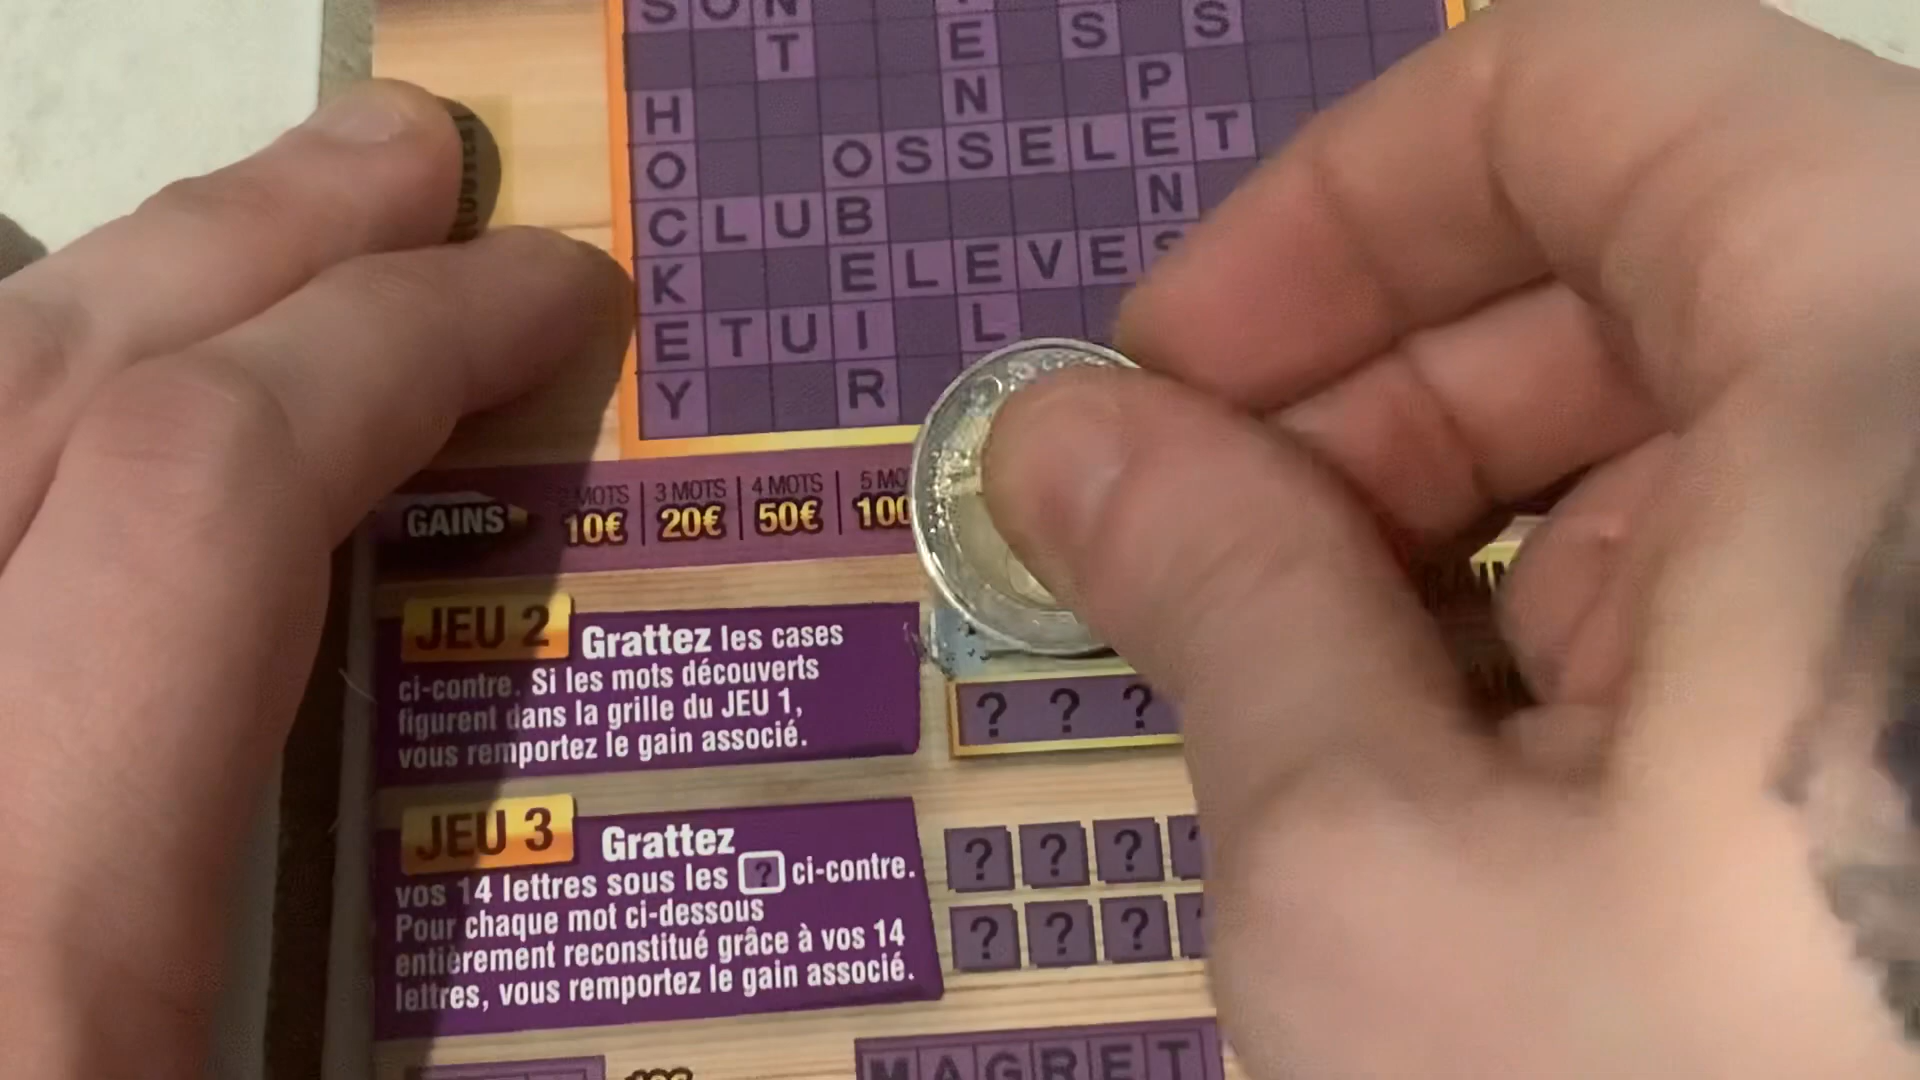 SON
T E S S
H N P
O OSSELET
CLUB N
K ELEVES
ETUI L
Y R
MOTS 3 MOTS 4 MOTS
GAINS 10€ 20€ 50€ 100
JEU 2 Grattez les cases
ci-contre. Si les mots découverts
figurent dans la grille du JEU 1,
vous remportez le gain associé.
? ? ?
JEU 3 Grattez
vos 14 lettres sous les ? ci-contre.
Pour chaque mot ci-dessous
entièrement reconstitué grâce à vos 14
lettres, vous remportez le gain associé.
? ? ?
? ? ?
MAGRET